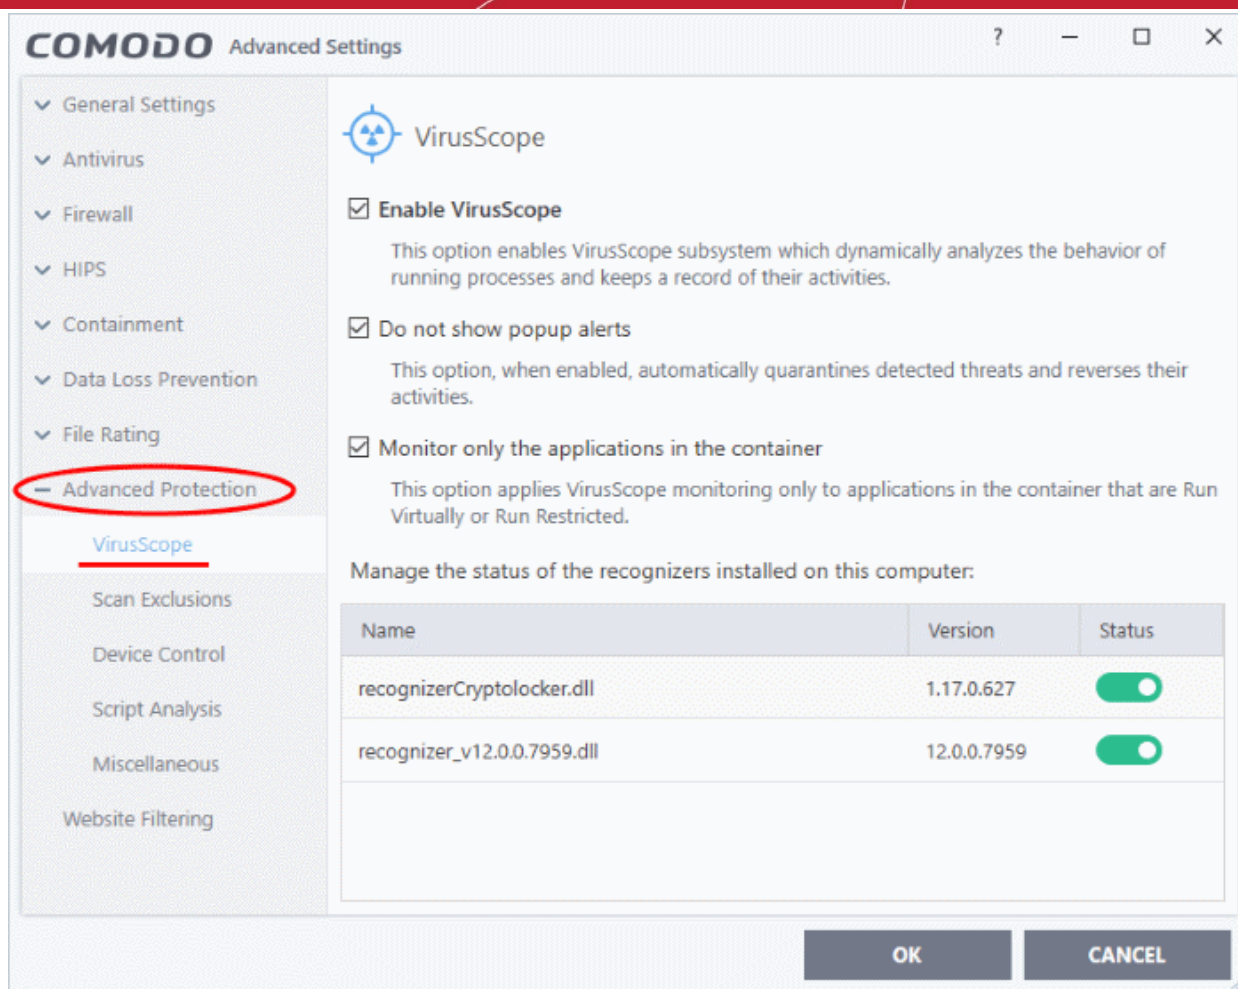 COMODO Advanced Settings ?
General Settings
Antivirus
Firewall
HIPS
Containment
Data Loss Prevention
File Rating
Advanced Protection
VirusScope
Scan Exclusions
Device Control
Script Analysis
Miscellaneous
Website Filtering
VirusScope
Enable VirusScope
This option enables VirusScope subsystem which dynamically analyzes the behavior of
running processes and keeps a record of their activities.
Do not show popup alerts
This option, when enabled, automatically quarantines detected threats and reverses their
activities.
Monitor only the applications in the container
This option applies VirusScope monitoring only to applications in the container that are Run
Virtually or Run Restricted.
Manage the status of the recognizers installed on this computer:
Name Version Status
recognizerCryptolocker.dll 1.17.0.627
recognizer_v12.0.0.7959.dll 12.0.0.7959
OK CANCEL